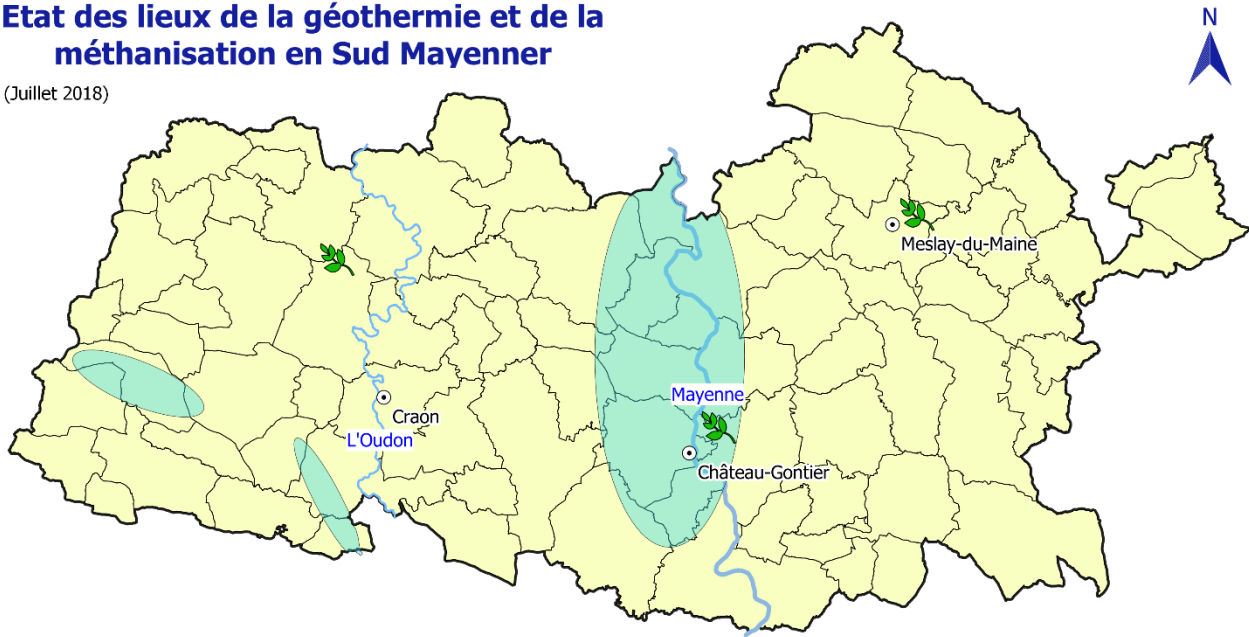 Etat des lieux de la géothermie et de la
méthanisation en Sud Mayenner
(Juillet 2018)
N
Meslay-du-Maine
Mayenne
Craon
L'Oudon
Château-Gontier